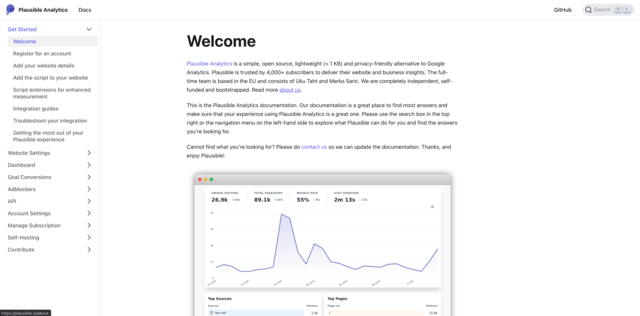 Plausible Analytics
Docs
GitHub
Search
Get Started
Welcome
Register for an account
Add your website details
Add the script to your website
Script extensions for enhanced
measurement
Integration guides
Troubleshoot your integration
Getting the most out of your
Plausible experience
Website Settings
Dashboard
Goal Conversions
Adblockers
API
Account Settings
Manage Subscription
Self-Hosting
Contribute
Welcome
Plausible Analytics is a simple, open source, lightweight (< 1 KB) and privacy-friendly alternative to Google
Analytics. Plausible is trusted by 4,000+ subscribers to deliver their website and business insights. The full-
time team is based in the EU and consists of Uku Taht and Marko Saric. We are completely independent, self-
funded and bootstrapped. Read more about us.
This is the Plausible Analytics documentation. Our documentation is a great place to find most answers and
make sure that your experience using Plausible Analytics is a great one. Please use the search box in the top
right or the navigation menu on the left-hand side to explore what Plausible can do for you and find the answers
you're looking for.
Cannot find what you're looking for? Please do contact us so we can update the documentation. Thanks, and
enjoy Plausible!
UNIQUE VISITORS
TOTAL PAGEVIEWS
BOUNCE RATE
VISIT DURATION
26.9k
89.1k
55%
2m 13s
Top Sources
Visitors
Top Pages
Page url
Visitors
https://plausible.io/about